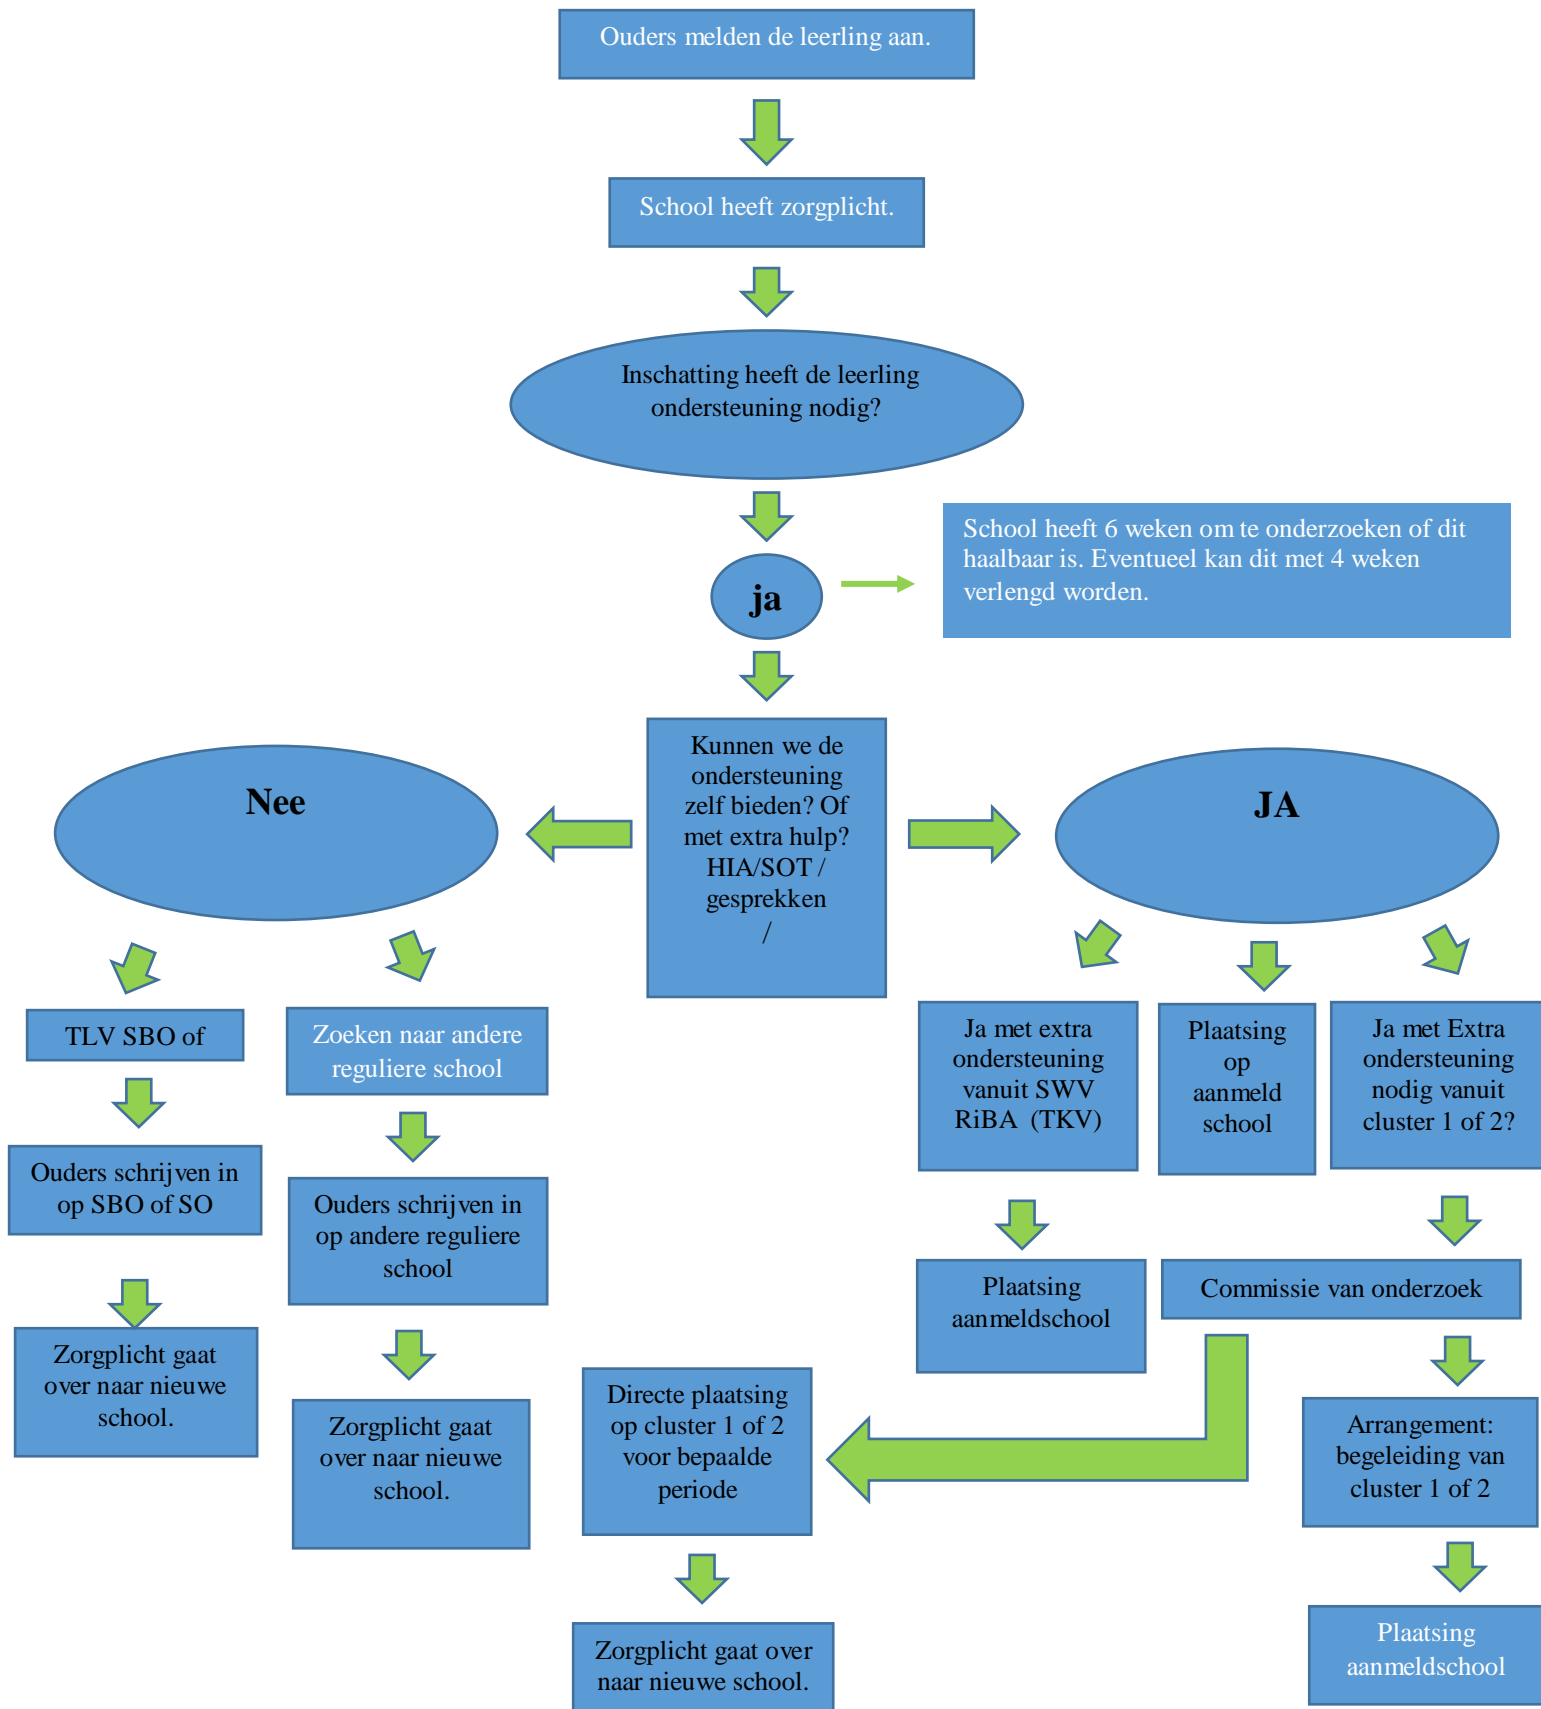 Ouders melden de leerling aan.
School heeft zorgplicht.
Inschatting heeft de leerling
ondersteuning nodig?
ja
School heeft 6 weken om te onderzoeken of dit
haalbaar is. Eventueel kan dit met 4 weken
verlengd worden.
Kunnen we de
ondersteuning
zelf bieden? Of
met extra hulp?
HIA/SOT /
gesprekken
/
Nee
JA
TLV SBO of
Ouders schrijven in
op SBO of SO
Zorgplicht gaat
over naar nieuwe
school.
Zoeken naar andere
reguliere school
Ouders schrijven in
op andere reguliere
school
Zorgplicht gaat
over naar nieuwe
school.
Ja met extra
ondersteuning
vanuit SWV
RiBA (TKV)
Plaatsing
aanmeldschool
Plaatsing
op
aanmeld
school
Ja met Extra
ondersteuning
nodig vanuit
cluster 1 of 2?
Commissie van onderzoek
Directe plaatsing
op cluster 1 of 2
voor bepaalde
periode
Zorgplicht gaat over
naar nieuwe school.
Arrangement:
begeleiding van
cluster 1 of 2
Plaatsing
aanmeldschool